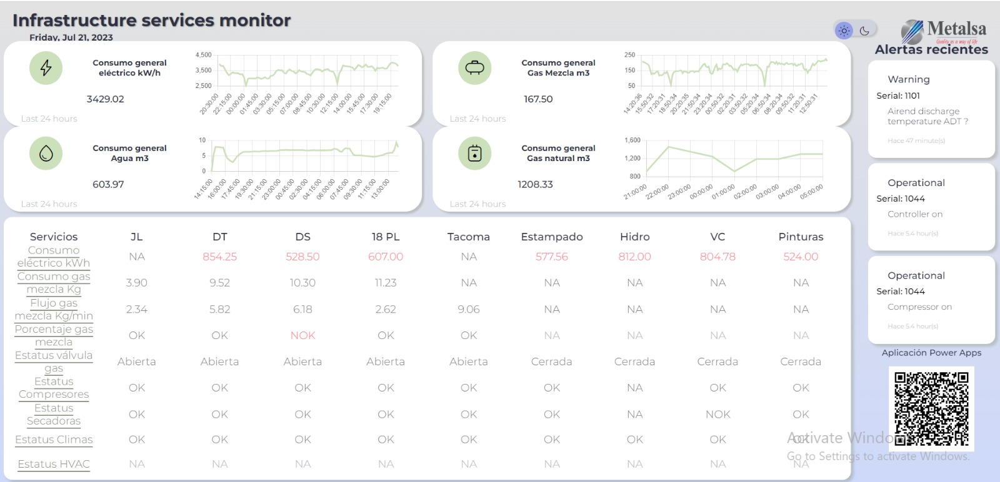 Infrastructure services monitor
Friday, Jul 21, 2023
Metalsa
Quality as a way of life
Consumo general
eléctrico kW/h
3429.02
Last 24 hours
4,500
3,500
2,500
20:30:00
22:15:00
00:00:00
01:45:00
03:30:00
05:15:00
07:00:00
08:45:00
10:30:00
12:15:00
14:00:00
15:45:00
17:30:00
19:15:00
Consumo general
Gas Mezcla m3
167.50
Last 24 hours
250
150
50
14:20:36
15:50:32
17:20:31
18:50:34
20:20:35
21:50:34
23:20:34
00:50:32
02:20:31
03:50:32
05:20:31
06:50:34
08:20:34
09:50:32
11:20:31
12:50:31
Consumo general
Agua m3
603.97
Last 24 hours
10
5
0
14:15:00
16:00:00
17:45:00
19:30:00
21:15:00
23:00:00
00:45:00
02:30:00
04:15:00
06:00:00
07:45:00
09:30:00
11:15:00
13:00:00
Consumo general
Gas natural m3
1208.33
Last 24 hours
1,600
1,200
800
21:00:00
22:00:00
23:00:00
00:00:00
01:00:00
02:00:00
03:00:00
04:00:00
05:00:00
Servicios JL DT DS 18 PL Tacoma Estampado Hidro VC Pinturas
Consumo
eléctrico kWh NA 854.25 528.50 607.00 NA 577.56 812.00 804.78 524.00
Consumo gas
mezcla Kg 3.90 9.52 10.30 11.23 NA NA NA NA NA
Flujo gas
mezcla Kg/min 2.34 5.82 6.18 2.62 9.06 NA NA NA NA
Porcentaje gas
mezcla OK OK NOK OK OK NA NA NA NA
Estatus válvula
gas Abierta Abierta Abierta Abierta Abierta Cerrada Cerrada Cerrada Cerrada
Estatus
Compresores OK OK OK OK OK OK NA OK OK
Estatus
Secadoras OK OK OK OK OK OK NA NOK OK
Estatus Climas OK OK OK OK OK OK OK OK OK
Estatus HVAC NA NA NA NA NA NA NA NA NA
Alertas recientes
Warning
Serial: 1101
Airend discharge
temperature ADT ?
Hace 47 minute(s)
Operational
Serial: 1044
Controller on
Hace 5.4 hour(s)
Operational
Serial: 1044
Compressor on
Hace 5.4 hour(s)
Aplicación Power Apps
Activate Windows
Go to Settings to activate Windows.